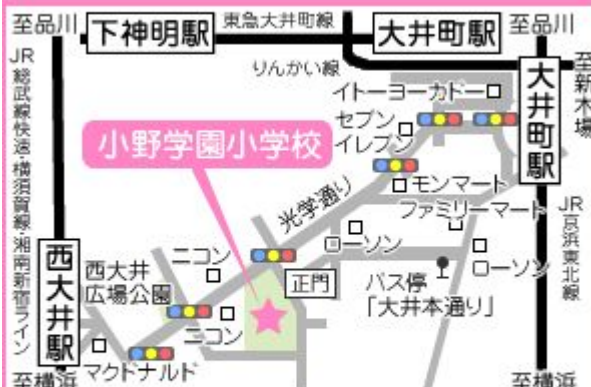 至品川
下神明駅
東急大井町線
大井町駅
至品川
りんかい線
大井町駅
至新木場
JR総武線快速・横須賀線・湘南新宿ライン
イトーヨーカドー
セブン
イレブン
小野学園小学校
モンマート
光学通り
ファミリーマート
ローソン
ローソン
JR京浜東北線
西大井駅
西大井
広場公園
ニコン
正門
バス停
「大井本通り」
ニコン
マクドナルド
至横浜
至横浜